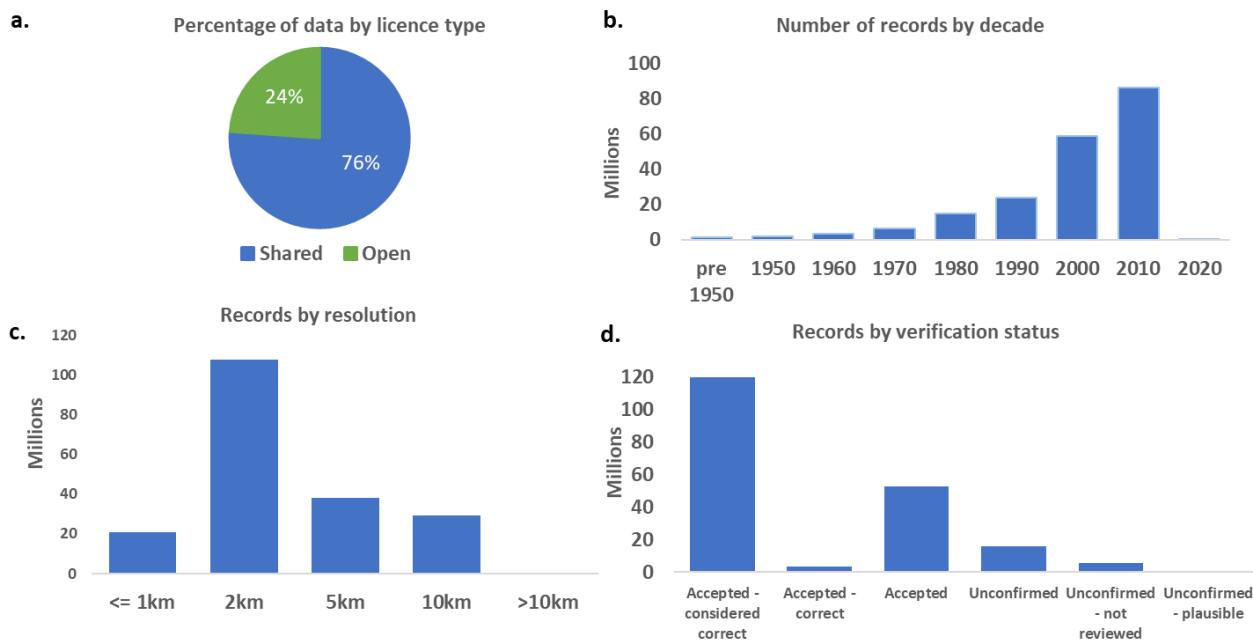 a.
Percentage of data by licence type
24%
76%
Shared
Open
b.
Number of records by decade
100
80
60
40
20
0
Millions
pre
1950
1950
1960
1970
1980
1990
2000
2010
2020
c.
Records by resolution
120
100
80
60
40
20
0
Millions
<= 1km
2km
5km
10km
>10km
d.
Records by verification status
120
100
80
60
40
20
0
Millions
Accepted -
considered
correct
Accepted -
correct
Accepted
Unconfirmed
Unconfirmed
- not
reviewed
Unconfirmed
- plausible